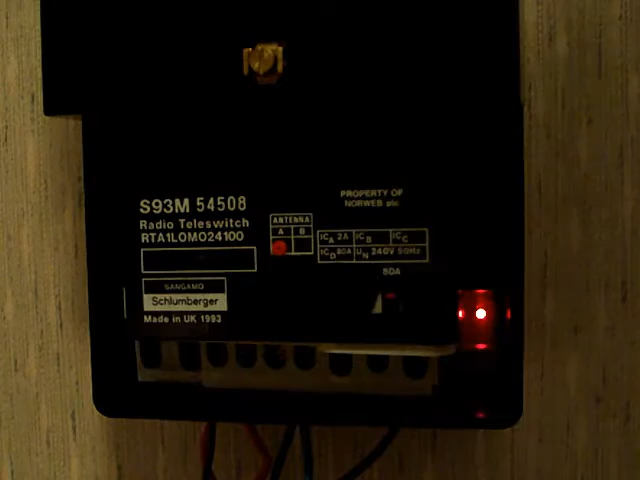 PROPERTY OF
NORWEB plc
S93M 54508
Radio Teleswitch
RTA1LOMO24100
ANTENNA
A B
ICA 2A ICB ICC
ICD 80A UN 240V 50Hz
80A
SANGAMO
Schlumberger
Made in UK 1993